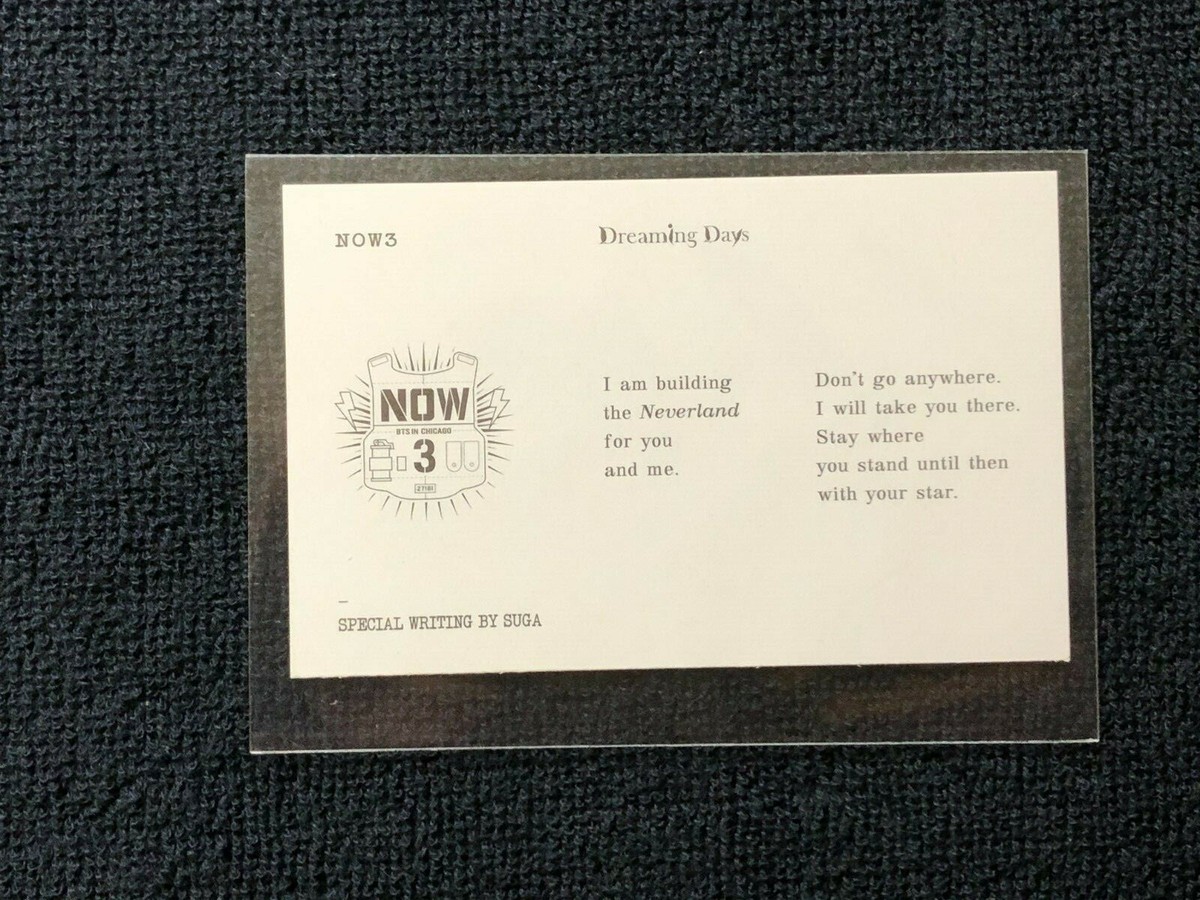 NOW3
Dreaming Days
NOW
BTS IN CHICAGO
3
I am building
the Neverland
for you
and me.
Don't go anywhere.
I will take you there.
Stay where
you stand until then
with your star.
SPECIAL WRITING BY SUGA